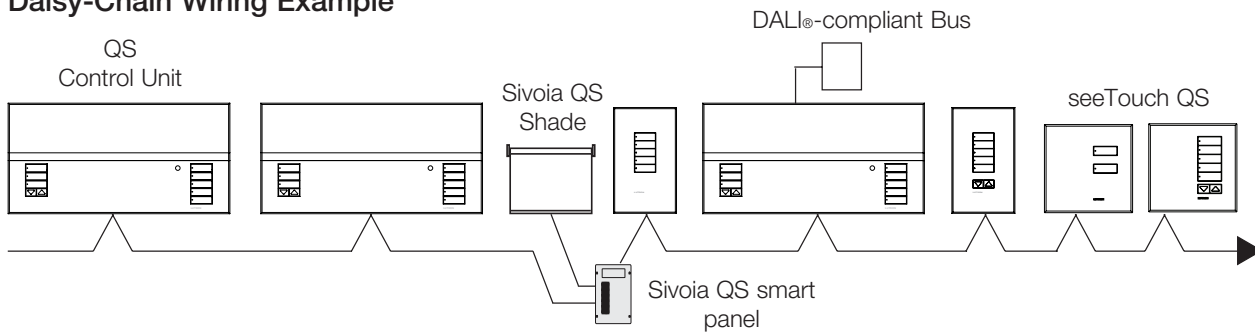 Daisy-Chain Wiring Example
DALI®-compliant Bus
QS
Control Unit
Sivoia QS
Shade
seeTouch QS
Sivoia QS smart
panel